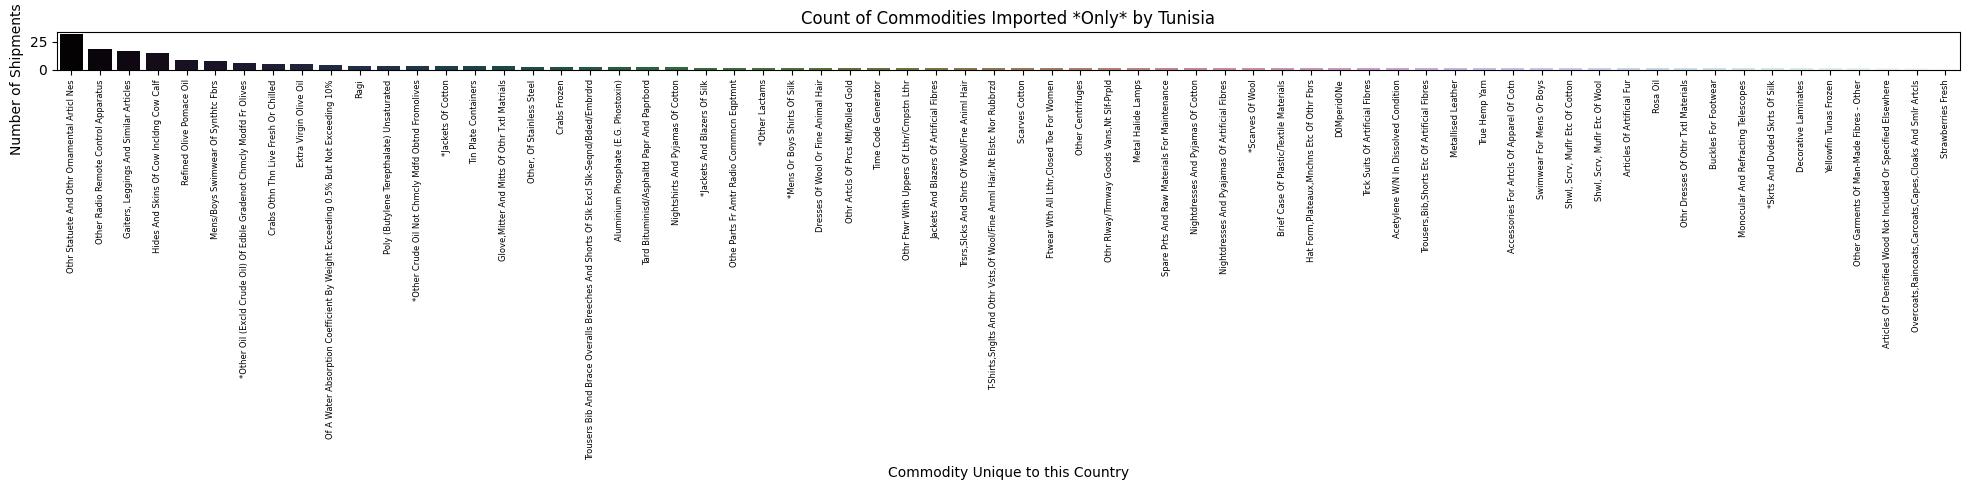 Count of Commodities Imported *Only* by Tunisia
Number of Shipments
25
0
Othr Statuete And Othr Ornamental Articl Nes
Other Radio Remote Control Apparatus
Gaiters, Leggings And Similar Articles
Hides And Skins Of Cow Incldng Cow Calf
Refined Olive Pomace Oil
Mens/Boys Swimwear Of Synthtc Fbrs
*Other Oil (Excld Crude Oil) Of Edble Gradenot Chmcly Modfd Fr Olives
Crabs Othn Thn Live Fresh Or Chilled
Extra Virgin Olive Oil
Of A Water Absorption Coefficient By Weight Exceeding 0.5% But Not Exceeding 10%
Ragi
Poly (Butylene Terephthalate) Unsaturated
*Other Crude Oil Not Chmcly Mdfd Obtnd Fromolives
*Jackets Of Cotton
Tin Plate Containers
Glove,Mitter And Mitts Of Othr Txtl Matrials
Other, Of Stainless Steel
Crabs Frozen
Trousers Bib And Brace Overalls Breeches And Shorts Of Slk Excl Slk-Seqnd/Bded/Embrdrd
Aluminium Phosphate (E.G. Phostoxin)
Tard Bituminisd/Asphaltd Papr And Paprbord
Nightshirts And Pyjamas Of Cotton
*Jackets And Blazers Of Silk
Othe Parts Fr Amtr Radio Commncn Eqptmnt
*Other Lactams
*Mens Or Boys Shirts Of Silk
Dresses Of Wool Or Fine Animal Hair
Othr Artcls Of Prcs Mtl/Rolled Gold
Time Code Generator
Othr Ftwr With Uppers Of Lthr/Cmpstn Lthr
Jackets And Blazers Of Artificial Fibres
Trsrs,Slcks And Shrts Of Wool/Fne Animl Hair
T-Shirts,Snglts And Othr Vsts,Of Wool/Fine Anml Hair,Nt Elstc Nor Rubbrzd
Scarves Cotton
Ftwear Wth All Lthr,Closed Toe For Women
Other Centrifuges
Othr Rlway/Trmway Goods Vans,Nt Slf-Prpld
Metal Halide Lamps
Spare Prts And Raw Materials For Maintenance
Nightdresses And Pyjamas Of Cotton
Nightdresses And Pyajamas Of Artificial Fibres
*Scarves Of Wool
Brief Case Of Plastic/Textile Materials
Hat Form,Plateaux,Mnchns Etc Of Othr Fbrs
D0Mperid0Ne
Trck Suits Of Artificial Fibres
Acetylene W/N In Dissolved Condition
Trousers,Bib,Shorts Etc Of Artificial Fibres
Metallised Leather
True Hemp Yarn
Accessories For Artcls Of Apparel Of Cotn
Swimwear For Mens Or Boys
Shwl, Scrv, Muflr Etc Of Cotton
Shwl, Scrv, Muflr Etc Of Wool
Articles Of Artificial Fur
Rosa Oil
Othr Dresses Of Othr Txtl Materials
Buckles For Footwear
Monocular And Refracting Telescopes
*Skrts And Dvded Skrts Of Silk
Decorative Laminates
Yellowfin Tunas Frozen
Other Garments Of Man-Made Fibres - Other
Articles Of Densified Wood Not Included Or Specified Elsewhere
Overcoats,Raincoats,Carcoats,Capes,Cloaks And Smlr Artcls
Strawberries Fresh
Commodity Unique to this Country